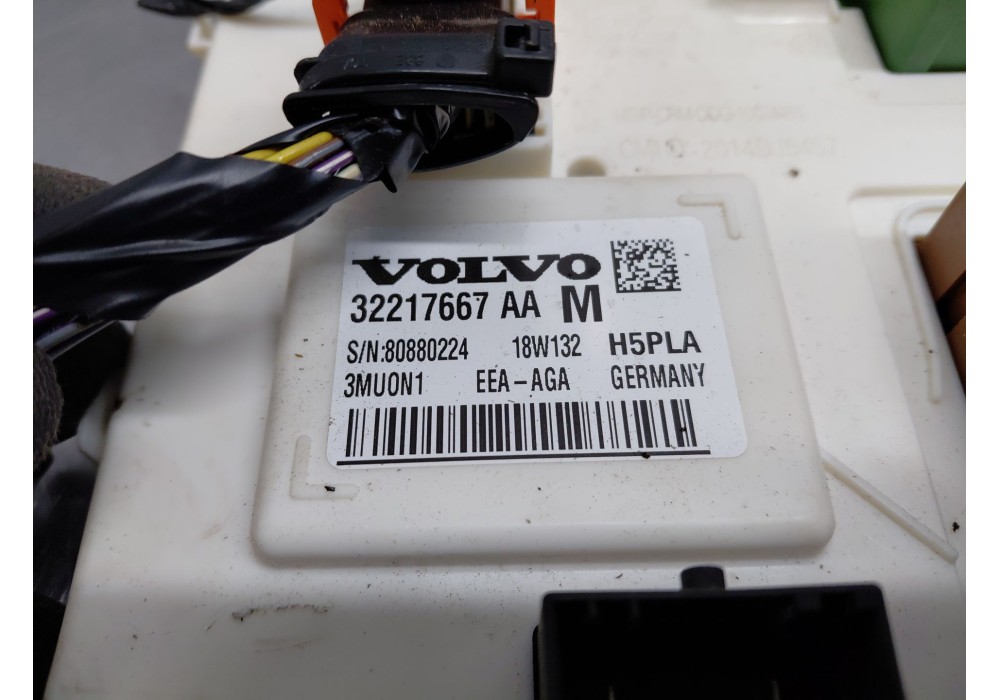 VOLVO
32217667 AA M
S/N:80880224 18W132 H5PLA
3MUON1 EEA-AGA GERMANY